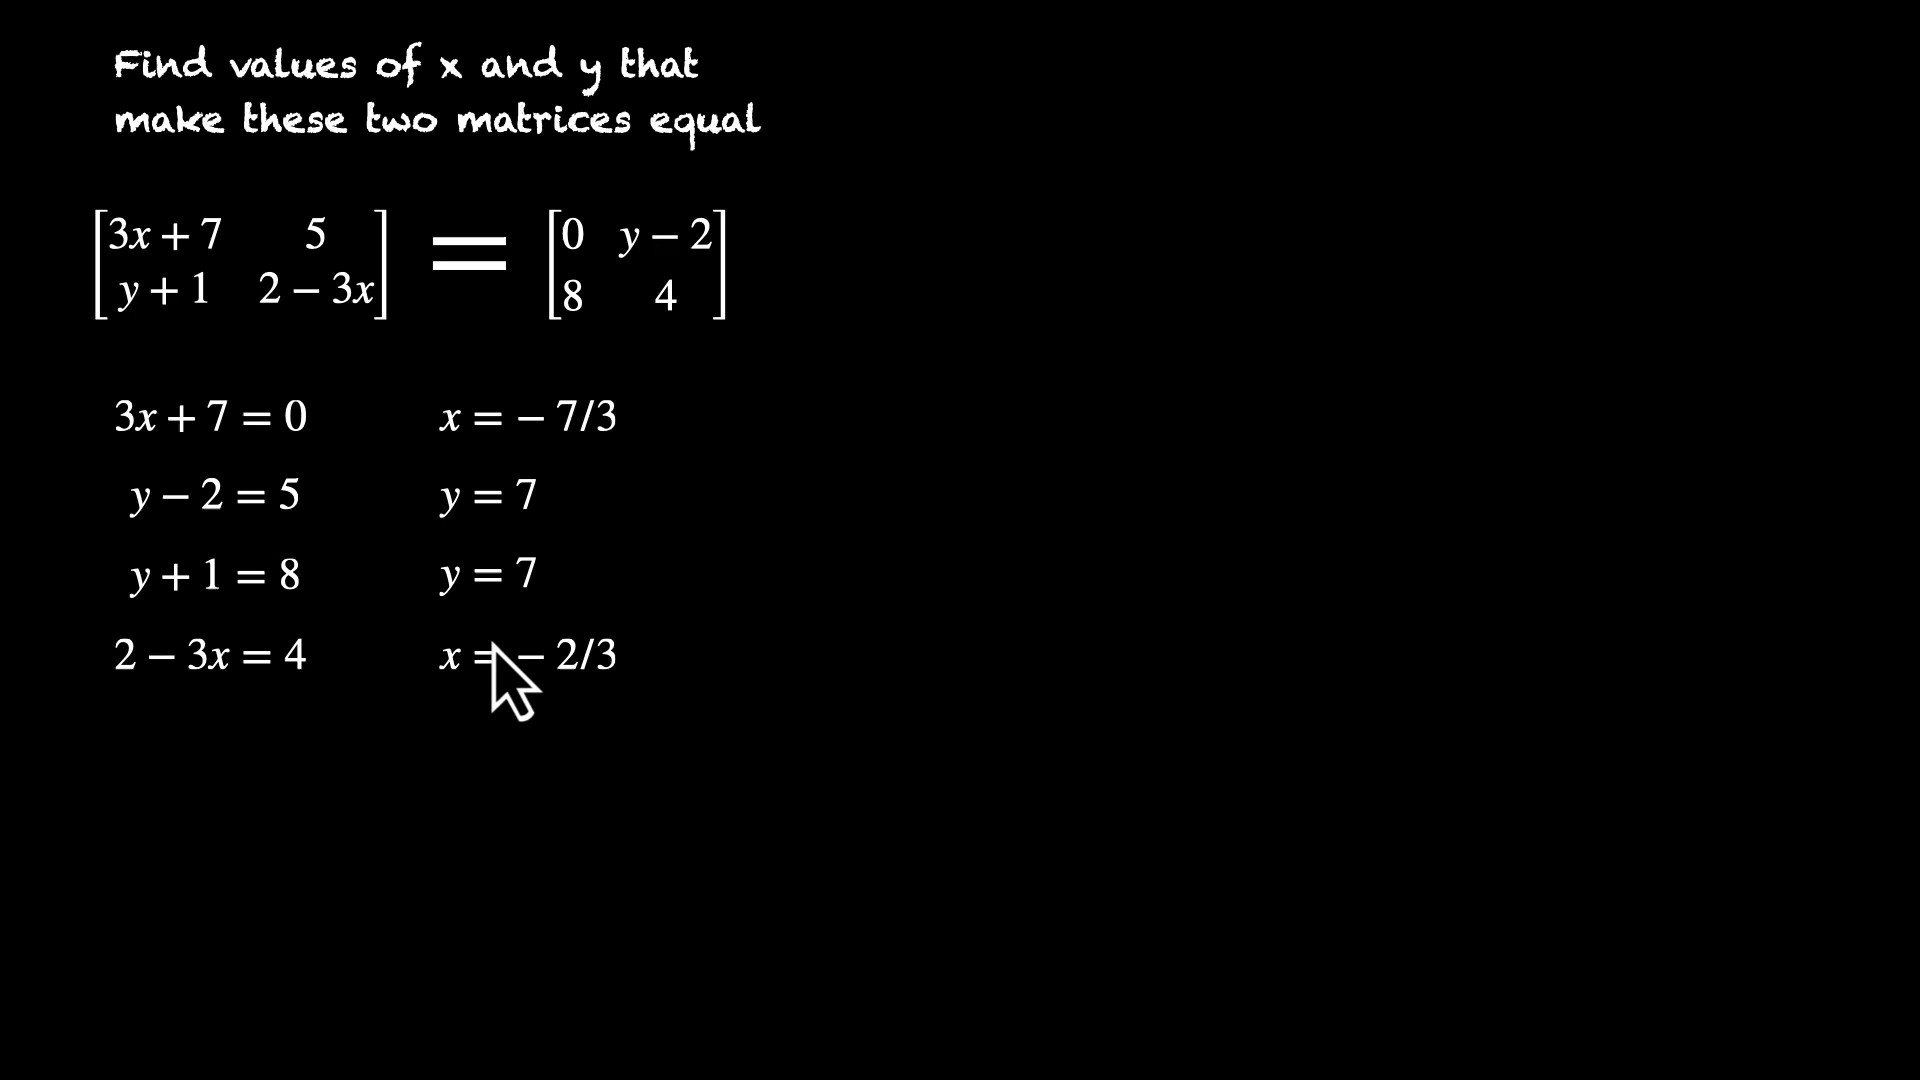 Find values of x and y that
make these two matrices equal
[3x + 7 5] = [0 y − 2]
[y + 1 2 − 3x] [8 4]
3x + 7 = 0 x = − 7/3
y − 2 = 5 y = 7
y + 1 = 8 y = 7
2 − 3x = 4 x = − 2/3